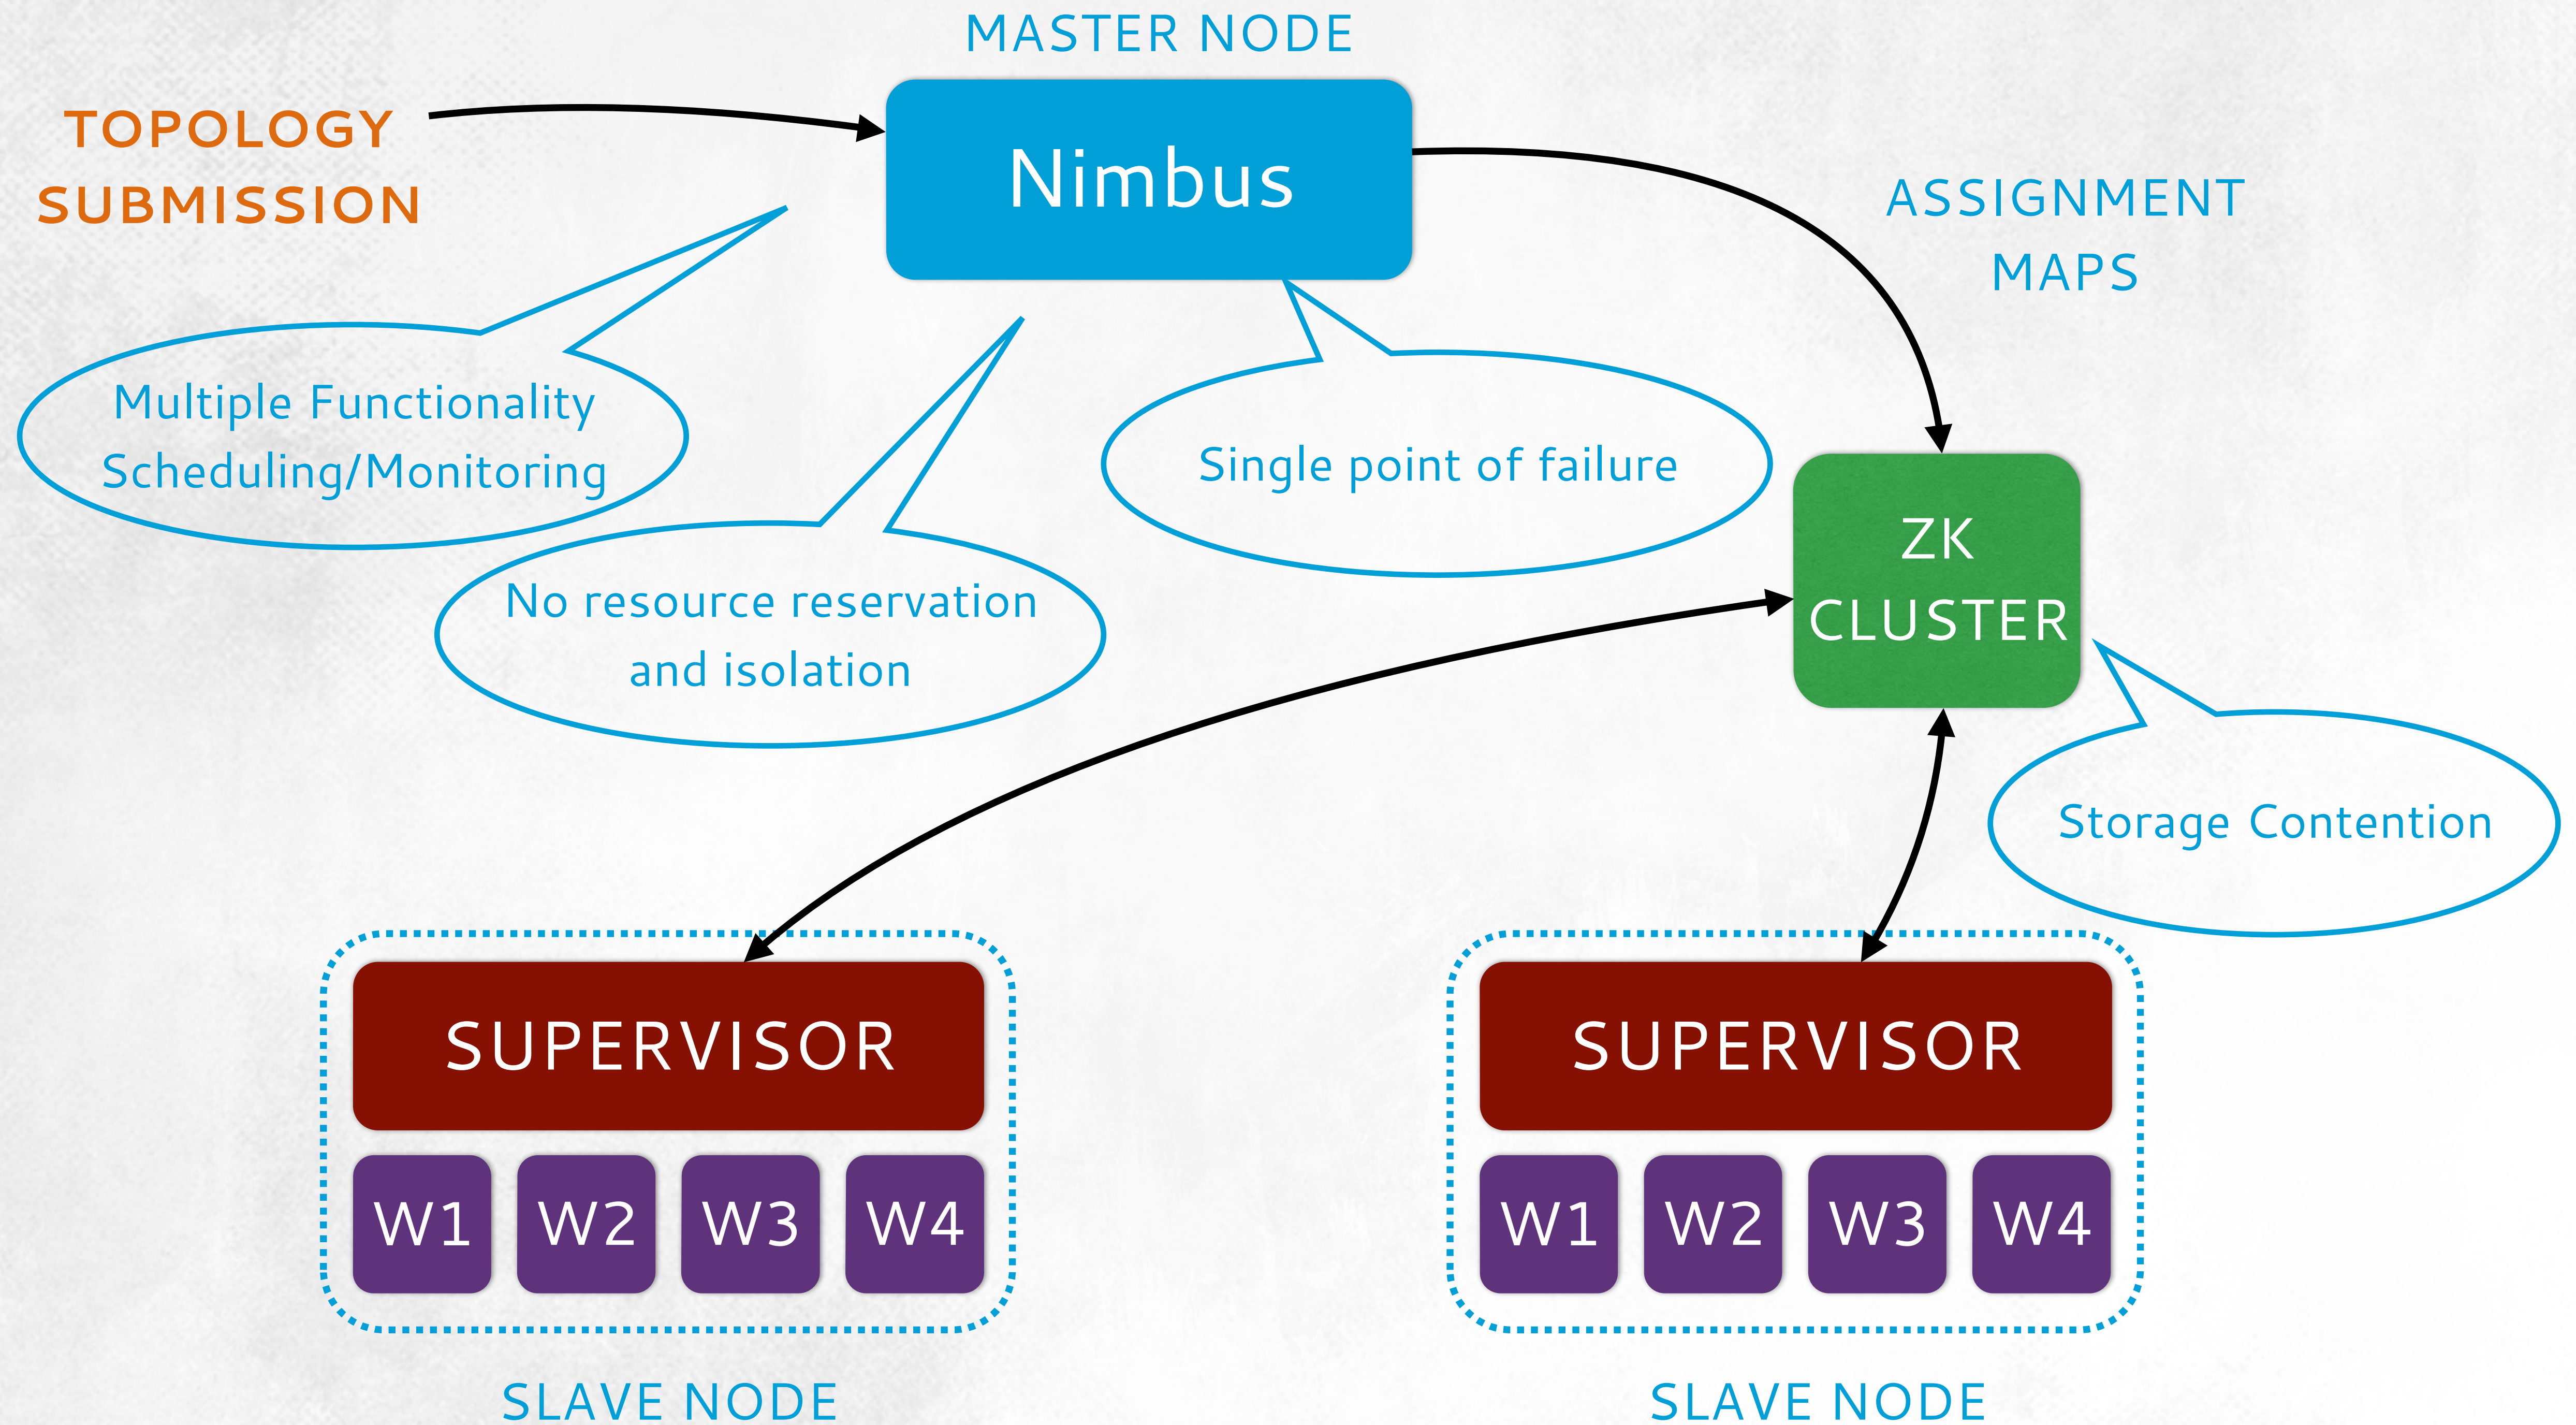 MASTER NODE
TOPOLOGY
SUBMISSION
Nimbus
ASSIGNMENT
MAPS
Multiple Functionality
Scheduling/Monitoring
Single point of failure
No resource reservation
and isolation
ZK
CLUSTER
Storage Contention
SUPERVISOR
W1 W2 W3 W4
SLAVE NODE
SUPERVISOR
W1 W2 W3 W4
SLAVE NODE